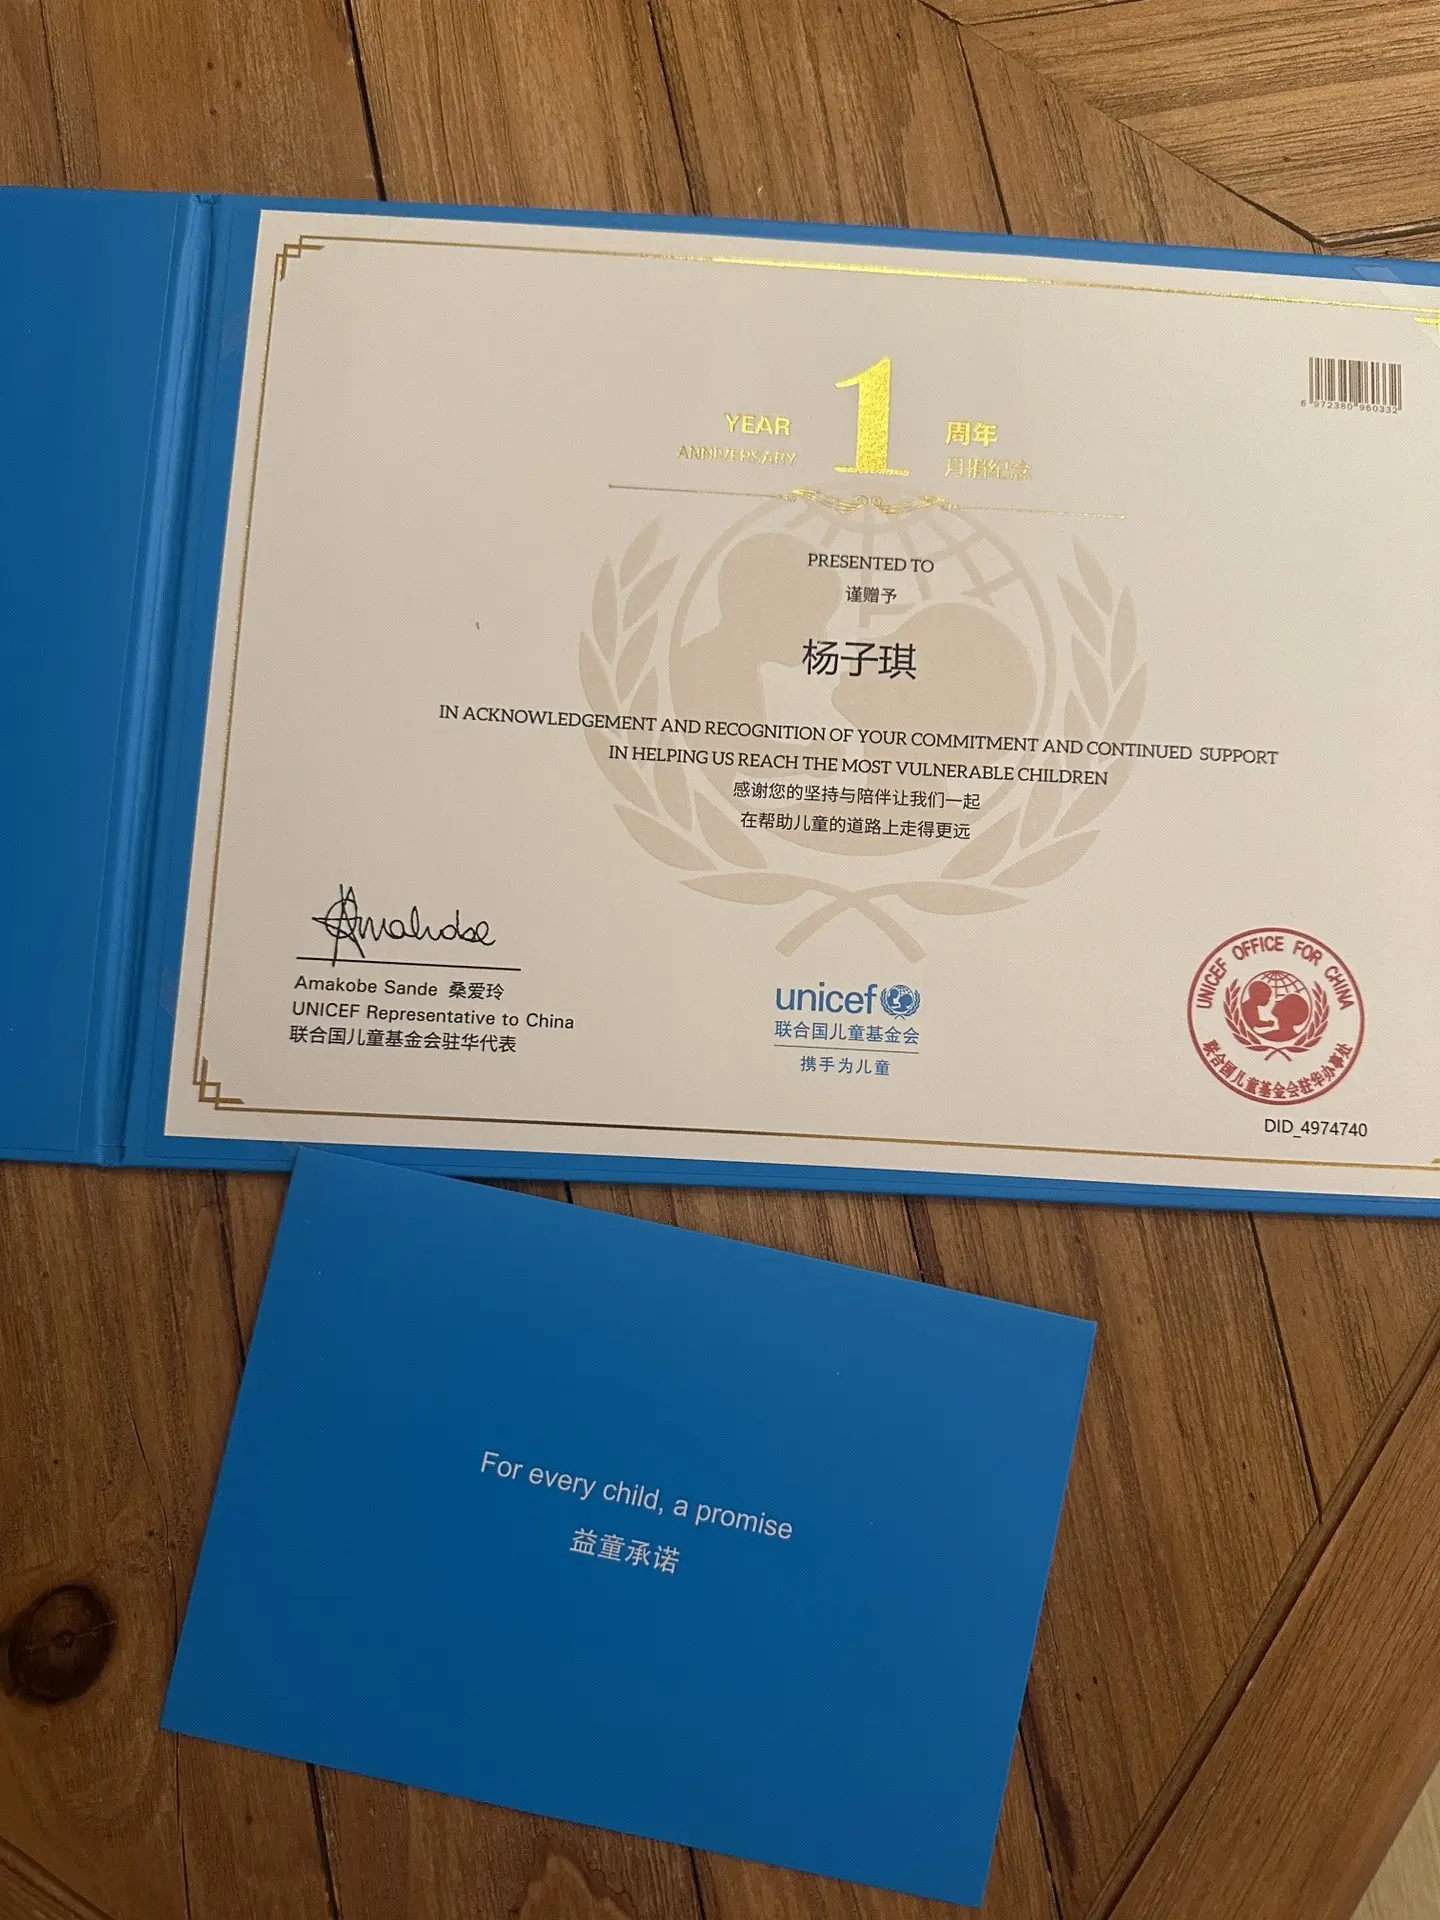 YEAR
ANNIVERSARY
1
周年
月捐纪念
6 972380 960332
PRESENTED TO
谨赠予
杨子琪
IN ACKNOWLEDGEMENT AND RECOGNITION OF YOUR COMMITMENT AND CONTINUED SUPPORT
IN HELPING US REACH THE MOST VULNERABLE CHILDREN
感谢您的坚持与陪伴让我们一起
在帮助儿童的道路上走得更远
Amakobe
Amakobe Sande 桑爱玲
UNICEF Representative to China
联合国儿童基金会驻华代表
unicef
联合国儿童基金会
携手为儿童
UNICEF OFFICE FOR CHINA
联合国儿童基金会驻华办事处
DID_4974740
For every child, a promise
益童承诺